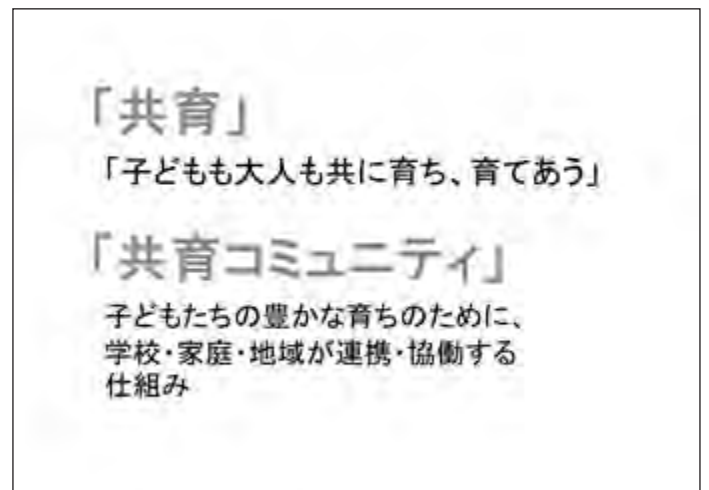 「共育」
「子どもも大人も共に育ち、育てあう」
「共育コミュニティ」
子どもたちの豊かな育ちのために、
学校・家庭・地域が連携・協働する
仕組み